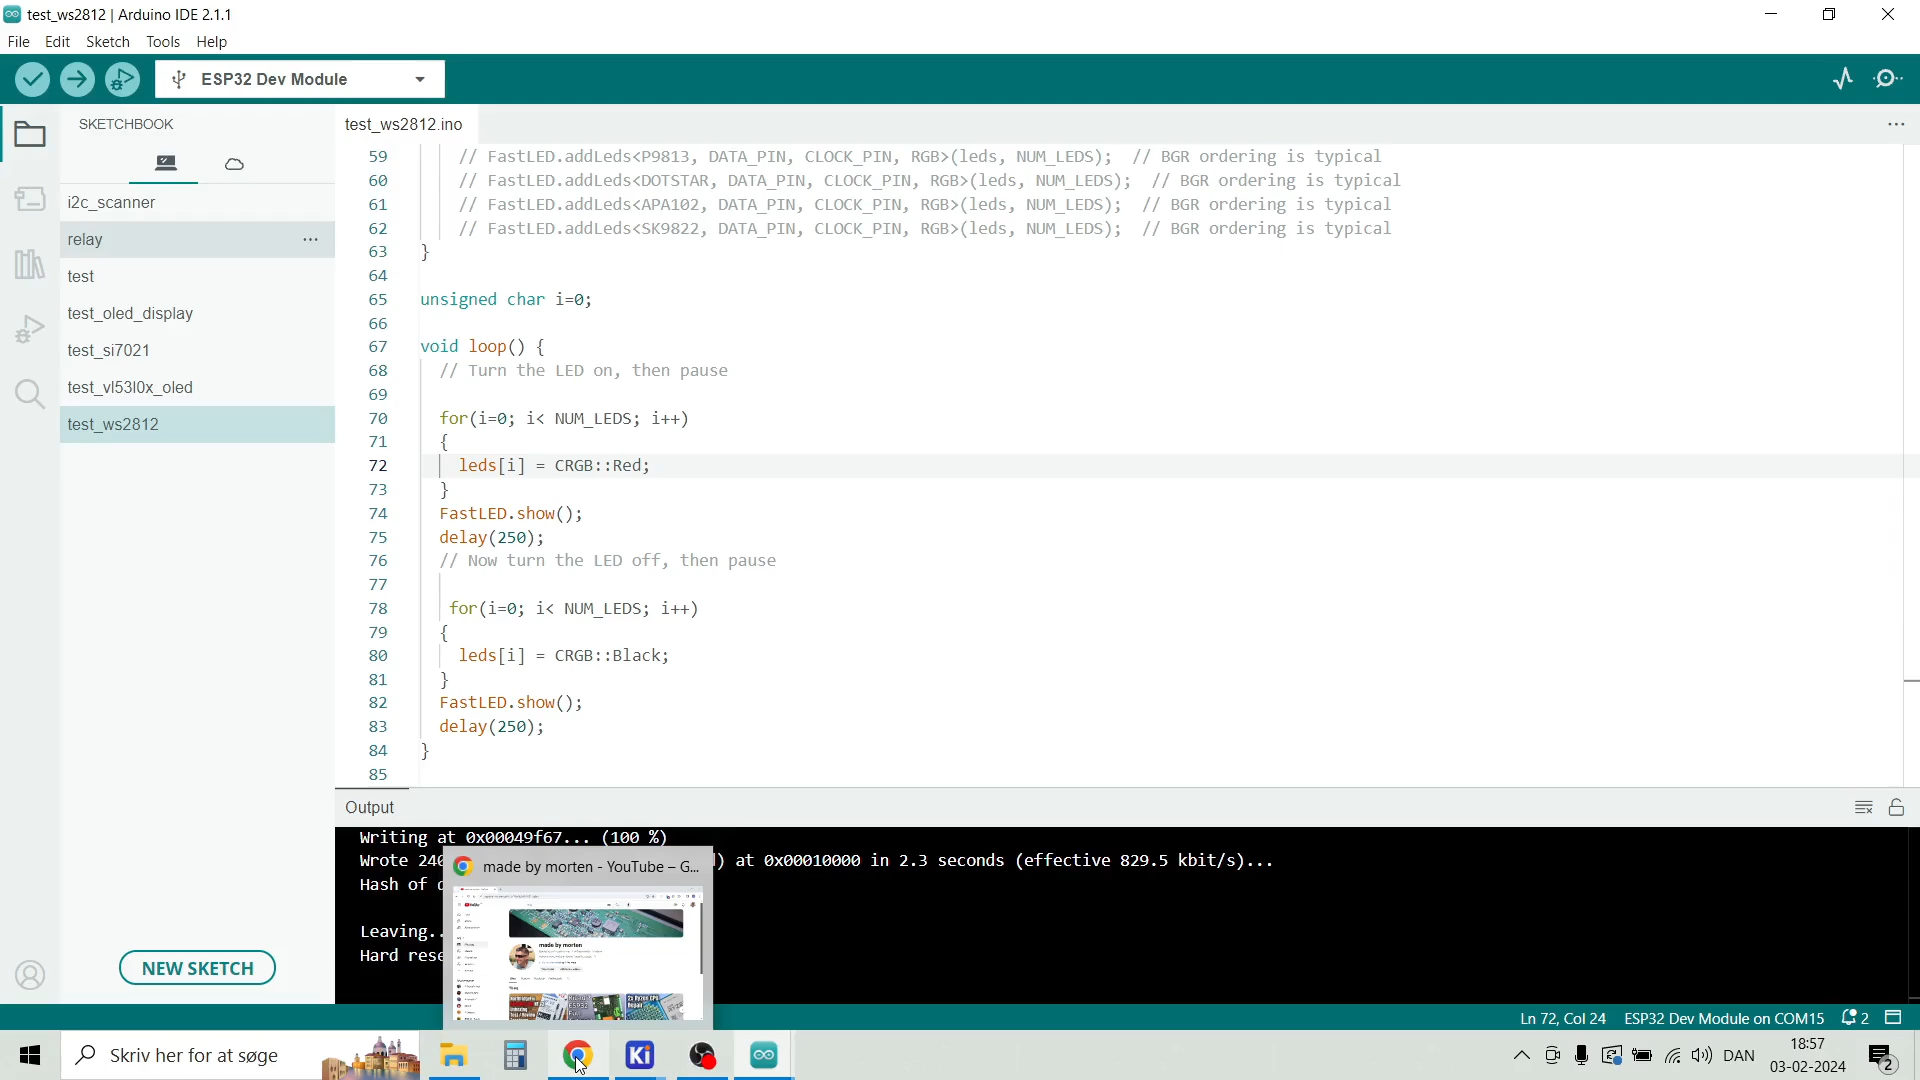 test_ws2812 | Arduino IDE 2.1.1
File Edit Sketch Tools Help
ESP32 Dev Module
SKETCHBOOK
i2c_scanner
relay
test
test_oled_display
test_si7021
test_vl53l0x_oled
test_ws2812
NEW SKETCH
test_ws2812.ino
59 // FastLED.addLeds<P9813, DATA_PIN, CLOCK_PIN, RGB>(leds, NUM_LEDS); // BGR ordering is typical
60 // FastLED.addLeds<DOTSTAR, DATA_PIN, CLOCK_PIN, RGB>(leds, NUM_LEDS); // BGR ordering is typical
61 // FastLED.addLeds<APA102, DATA_PIN, CLOCK_PIN, RGB>(leds, NUM_LEDS); // BGR ordering is typical
62 // FastLED.addLeds<SK9822, DATA_PIN, CLOCK_PIN, RGB>(leds, NUM_LEDS); // BGR ordering is typical
63 }
64
65 unsigned char i=0;
66
67 void loop() {
68 // Turn the LED on, then pause
69
70 for(i=0; i< NUM_LEDS; i++)
71 {
72 leds[i] = CRGB::Red;
73 }
74 FastLED.show();
75 delay(250);
76 // Now turn the LED off, then pause
77
78 for(i=0; i< NUM_LEDS; i++)
79 {
80 leds[i] = CRGB::Black;
81 }
82 FastLED.show();
83 delay(250);
84 }
85
Output
Writing at 0x00049f67... (100 %)
Wrote 240 ) at 0x00010000 in 2.3 seconds (effective 829.5 kbit/s)...
Hash of
Leaving..
Hard rese
made by morten - YouTube – G...
made by morten
Ln 72, Col 24 ESP32 Dev Module on COM15 2
Skriv her for at søge
Ki
DAN
18:57
03-02-2024
2